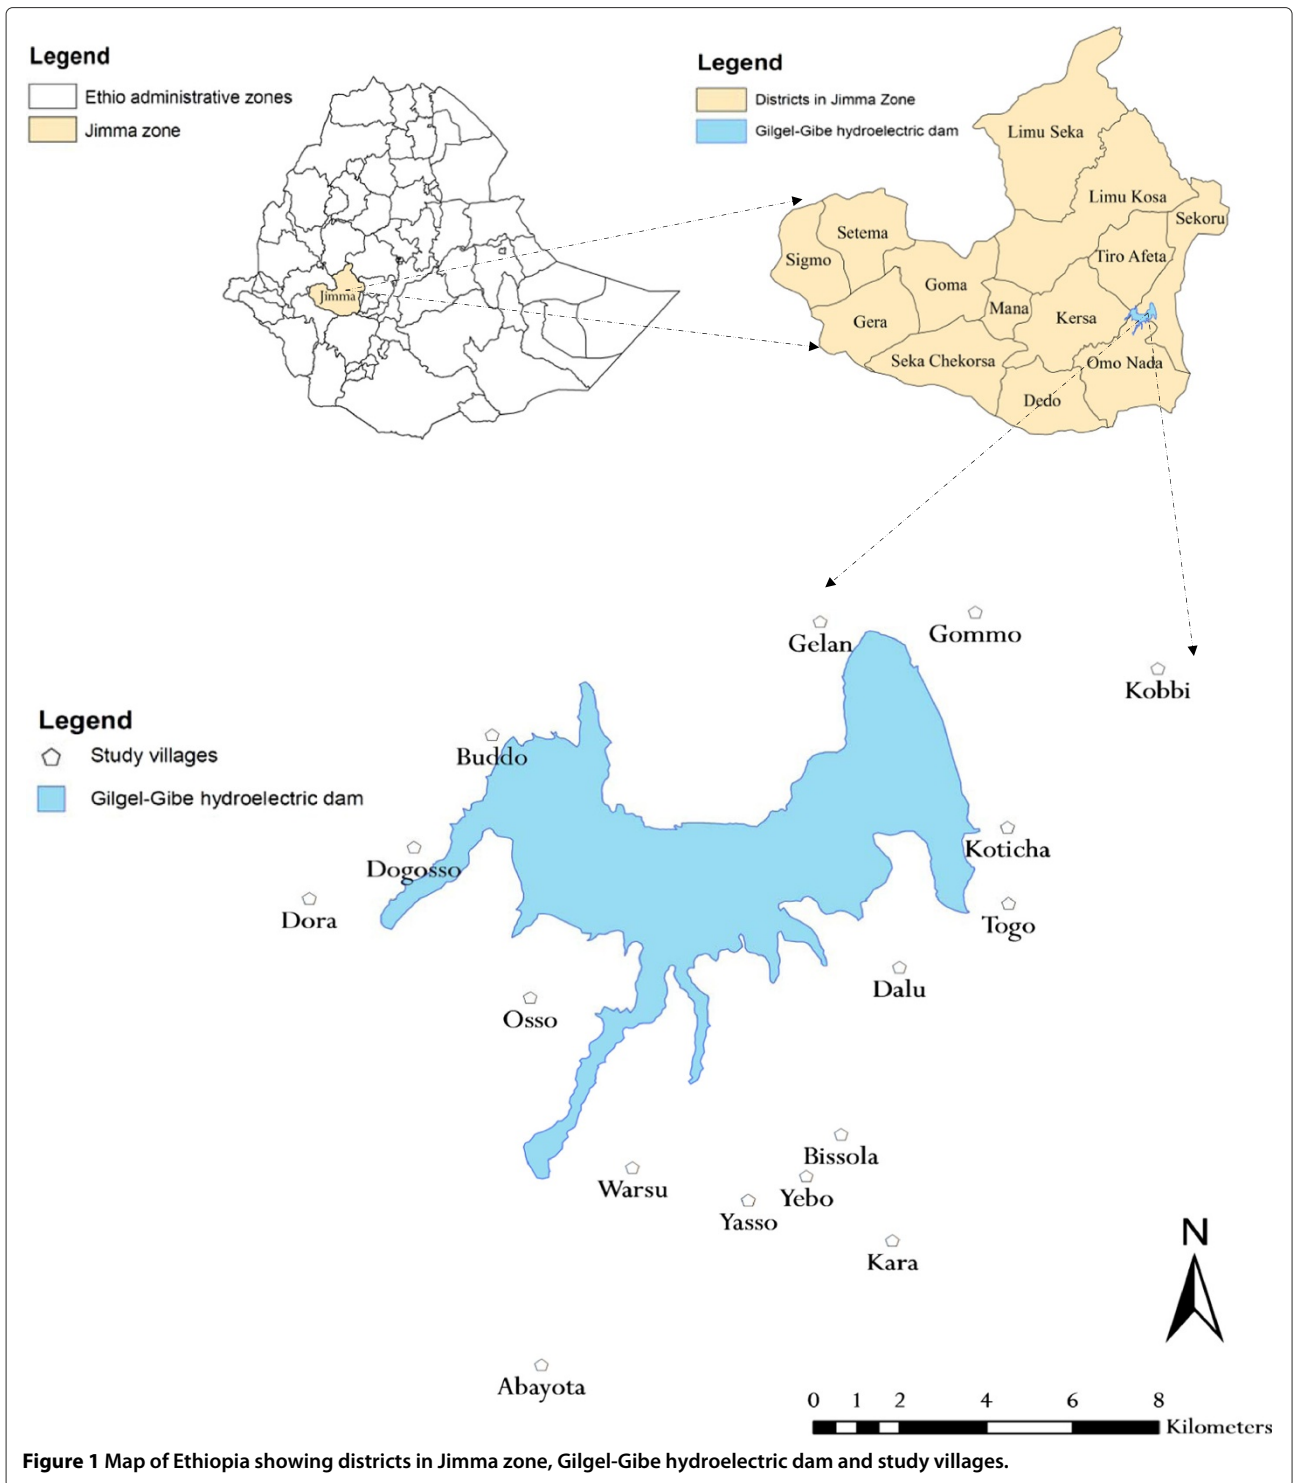 Legend
Ethio administrative zones
Jimma zone
Jimma
Legend
Districts in Jimma Zone
Gilgel-Gibe hydroelectric dam
Limu Seka
Limu Kosa
Sekoru
Setema
Sigmo
Tiro Afeta
Goma
Mana
Kersa
Gera
Seka Chekorsa
Omo Nada
Dedo
Legend
Study villages
Gilgel-Gibe hydroelectric dam
Gelan
Gommo
Kobbi
Buddo
Koticha
Dogosso
Dora
Togo
Dalu
Osso
Bissola
Warsu
Yebo
Yasso
Kara
Abayota
N
0 1 2 4 6 8
Kilometers
Figure 1 Map of Ethiopia showing districts in Jimma zone, Gilgel-Gibe hydroelectric dam and study villages.